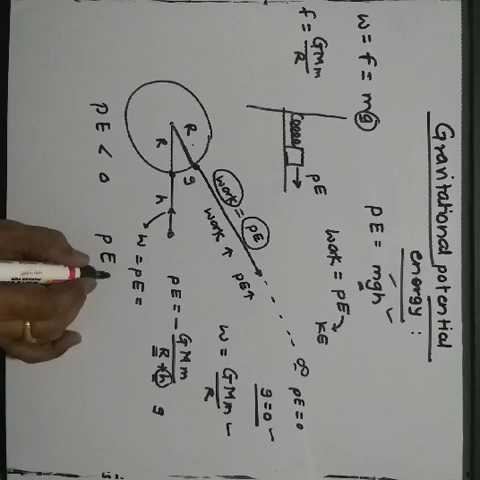 Gravitational potential
energy :
w = f = mg
f = GMm
R
PE = mgh
PE
work = PE
KE
work = PE
work ↑ PE↑
∞ PE=0
g=0
w = GMm
R
R
R
g
h
w = PE =
PE = - GMm
R+h
g
PE < 0
PE